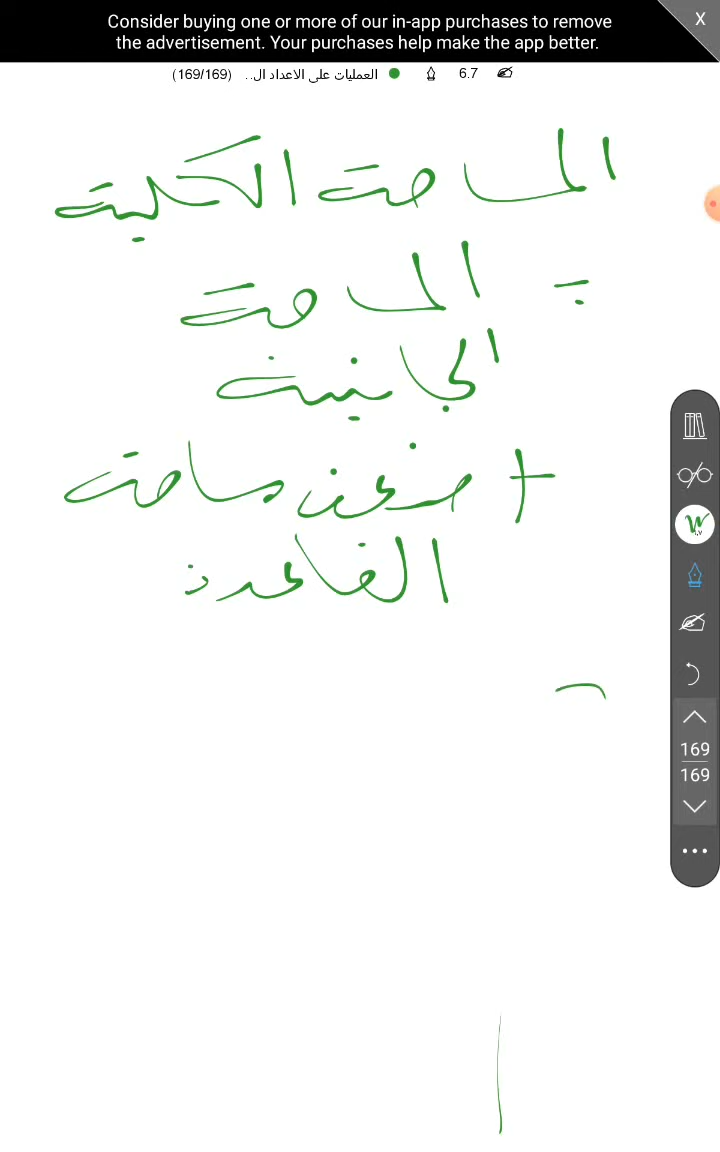 Consider buying one or more of our in-app purchases to remove
the advertisement. Your purchases help make the app better.
X
(169/169) العمليات على الاعداد ال..
6.7
المساحة الكلية
= المساحة
الجانبية
+ ضعف مساحة
القاعدة
169
169